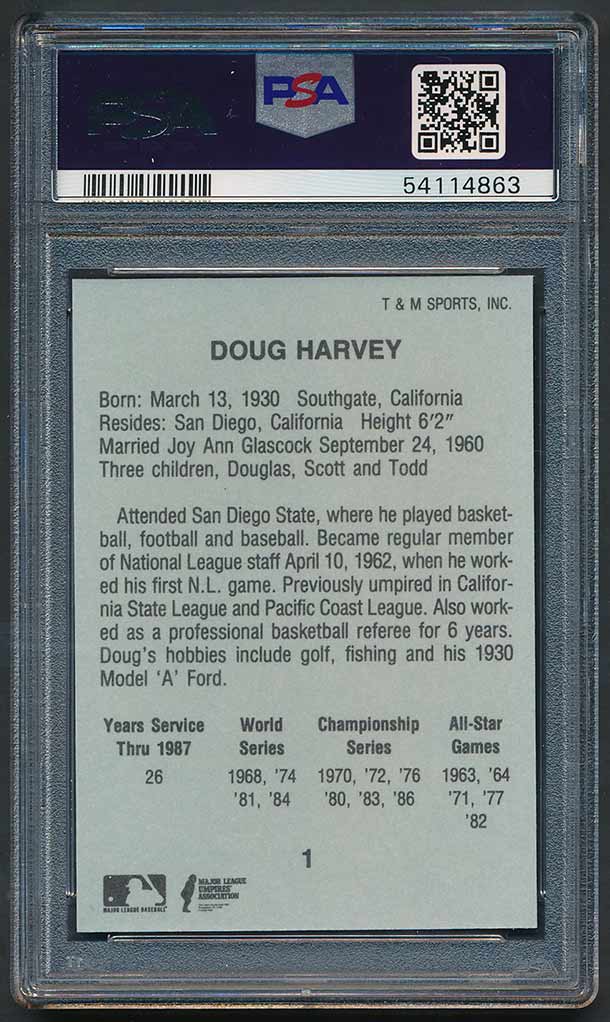 PSA
PSA
54114863
T & M SPORTS, INC.
DOUG HARVEY
Born: March 13, 1930 Southgate, California
Resides: San Diego, California Height 6'2"
Married Joy Ann Glascock September 24, 1960
Three children, Douglas, Scott and Todd
Attended San Diego State, where he played basket-
ball, football and baseball. Became regular member
of National League staff April 10, 1962, when he work-
ed his first N.L. game. Previously umpired in Califor-
nia State League and Pacific Coast League. Also work-
ed as a professional basketball referee for 6 years.
Doug's hobbies include golf, fishing and his 1930
Model 'A' Ford.
Years Service World Championship All-Star
Thru 1987 Series Series Games
26 1968, '74 1970, '72, '76 1963, '64
'81, '84 '80, '83, '86 '71, '77
'82
1
MAJOR LEAGUE BASEBALL
MAJOR LEAGUE
UMPIRES'
ASSOCIATION